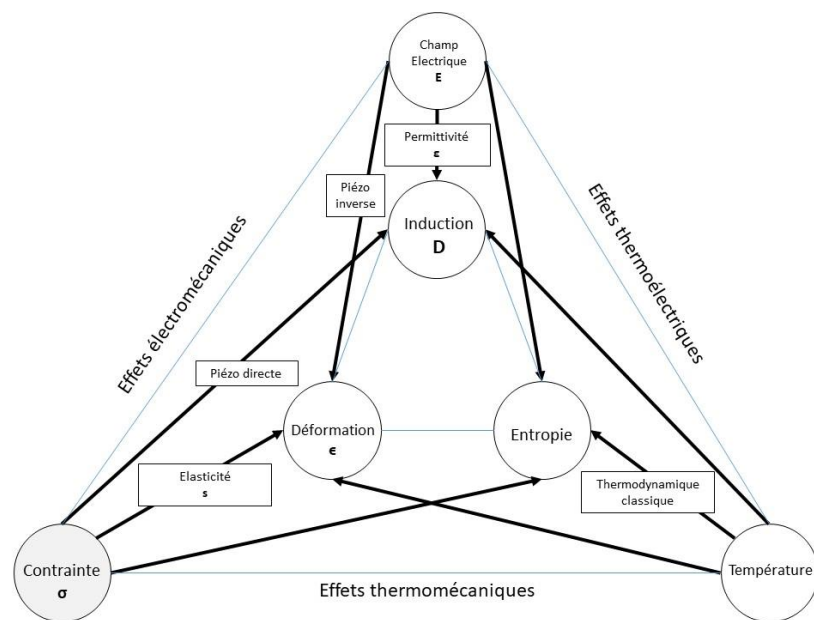 Champ
Electrique
E
Permittivité
ε
Piézo
inverse
Induction
D
Effets électromécaniques
Effets thermoélectriques
Piézo directe
Déformation
ϵ
Entropie
Elasticité
s
Thermodynamique
classique
Contrainte
σ
Température
Effets thermomécaniques